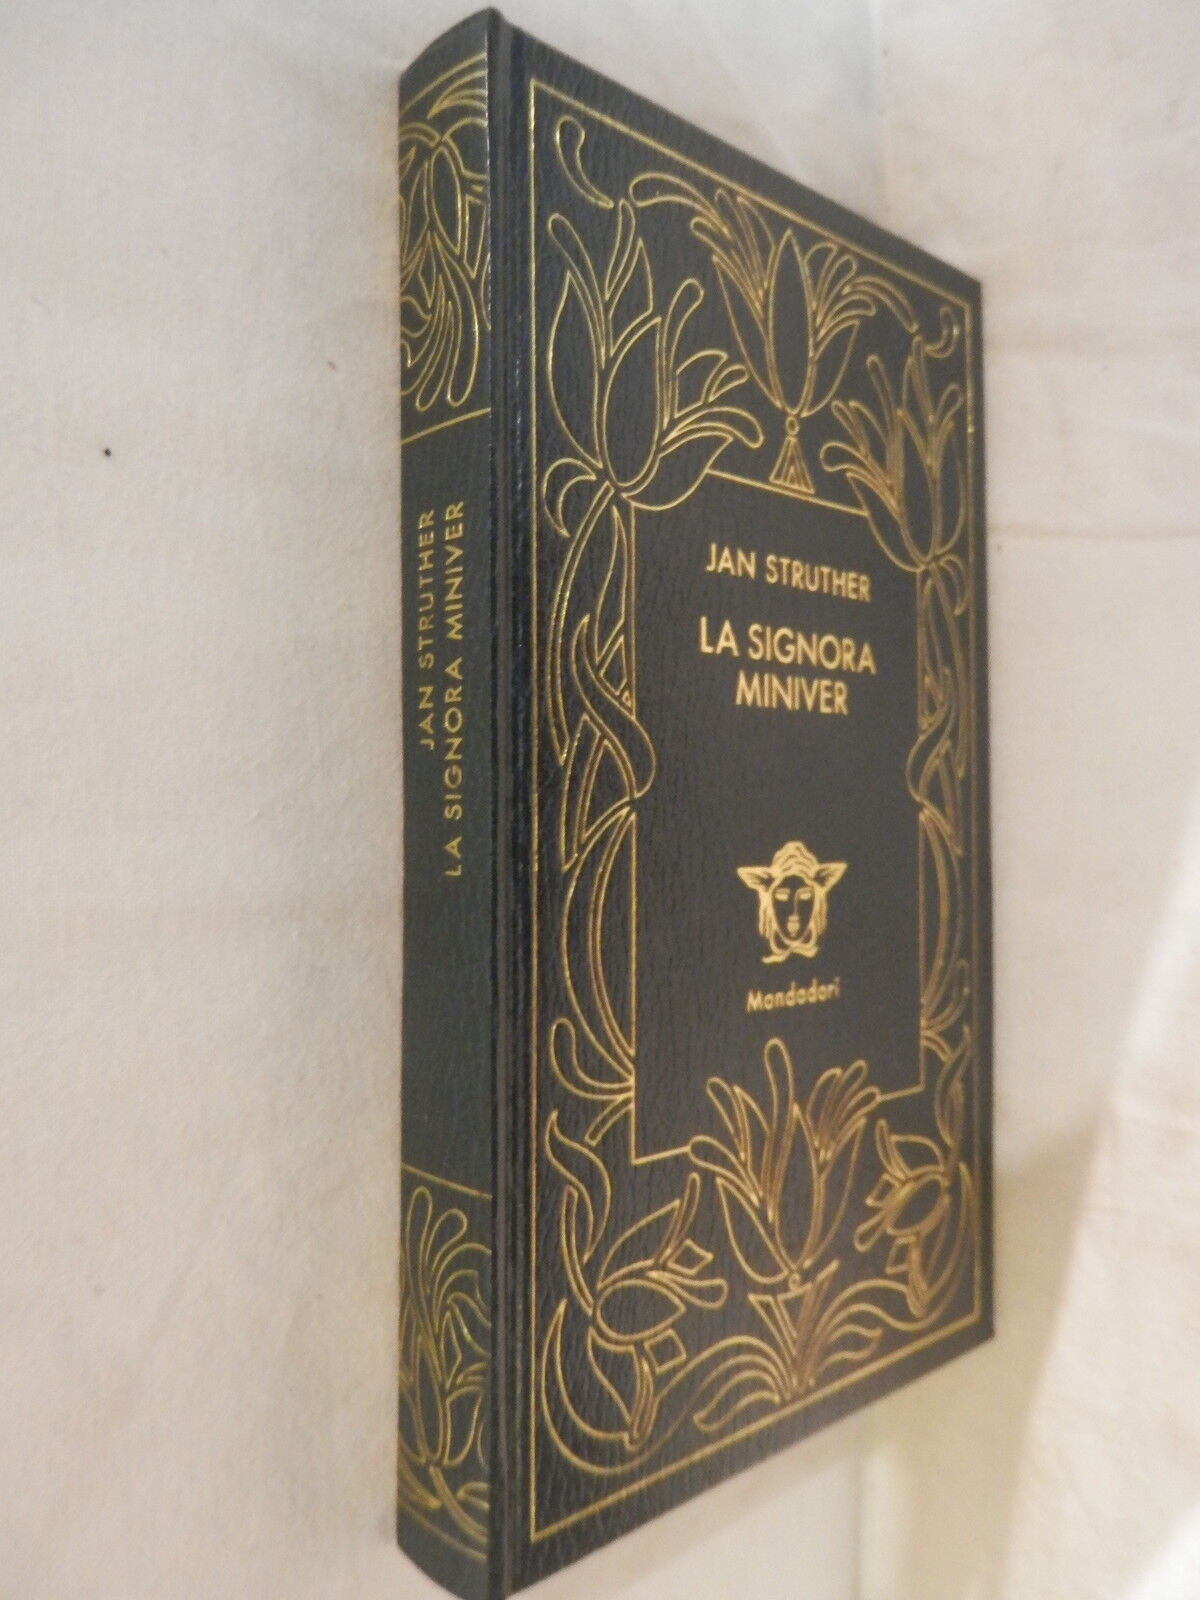 JAN STRUTHER
LA SIGNORA MINIVER
JAN STRUTHER
LA SIGNORA
MINIVER
Mondadori